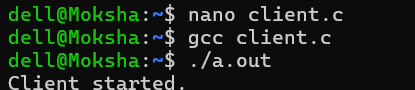 dell@Moksha:~$ nano client.c
dell@Moksha:~$ gcc client.c
dell@Moksha:~$ ./a.out
Client started.